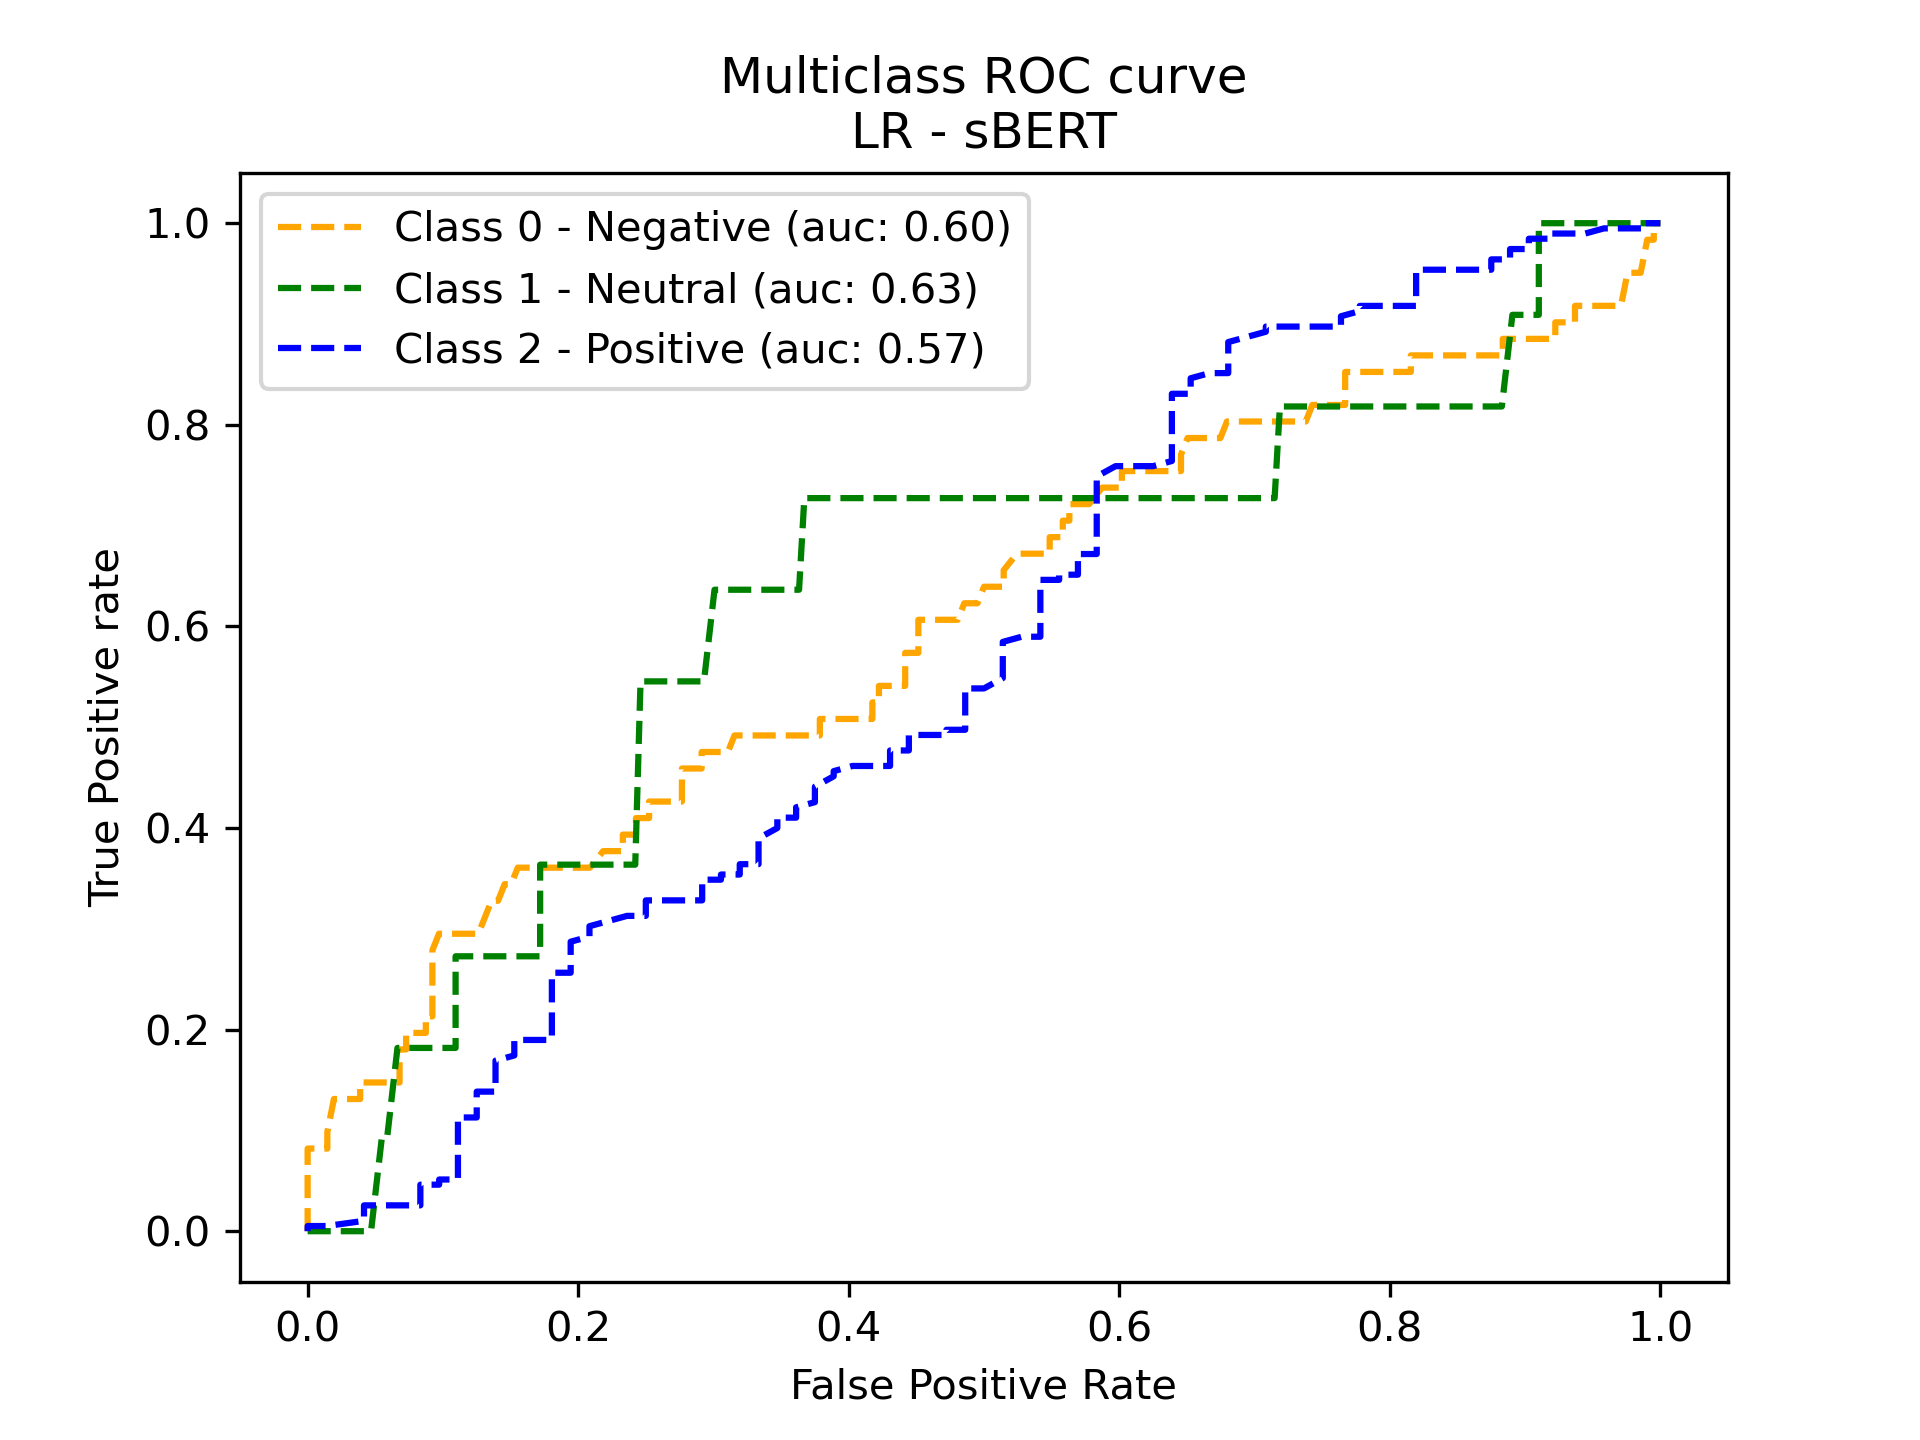 Multiclass ROC curve
LR - sBERT
Class 0 - Negative (auc: 0.60)
Class 1 - Neutral (auc: 0.63)
Class 2 - Positive (auc: 0.57)
True Positive rate
1.0
0.8
0.6
0.4
0.2
0.0
0.0 0.2 0.4 0.6 0.8 1.0
False Positive Rate